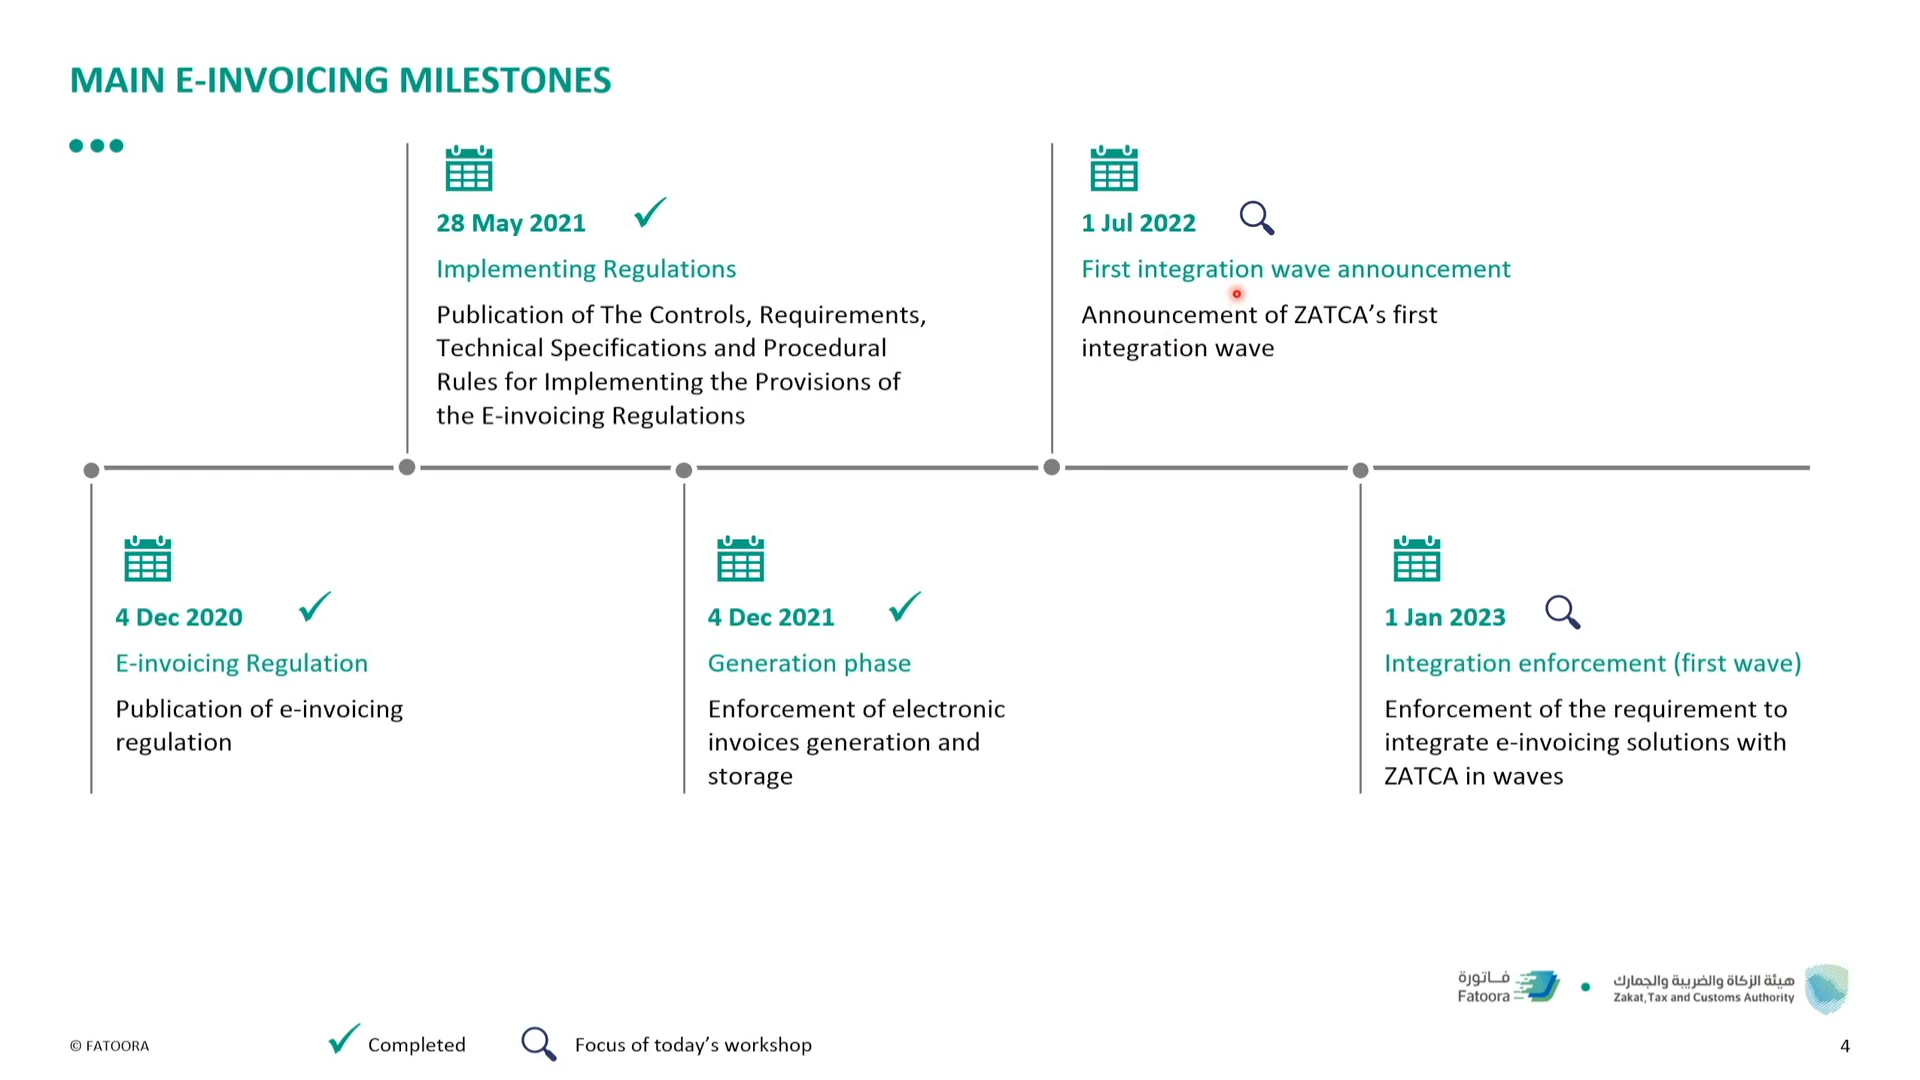 MAIN E-INVOICING MILESTONES
28 May 2021
Implementing Regulations
Publication of The Controls, Requirements,
Technical Specifications and Procedural
Rules for Implementing the Provisions of
the E-invoicing Regulations
1 Jul 2022
First integration wave announcement
Announcement of ZATCA’s first
integration wave
4 Dec 2020
E-invoicing Regulation
Publication of e-invoicing
regulation
4 Dec 2021
Generation phase
Enforcement of electronic
invoices generation and
storage
1 Jan 2023
Integration enforcement (first wave)
Enforcement of the requirement to
integrate e-invoicing solutions with
ZATCA in waves
فاتورة
Fatoora
هيئة الزكاة والضريبة والجمارك
Zakat, Tax and Customs Authority
© FATOORA
Completed
Focus of today’s workshop
4